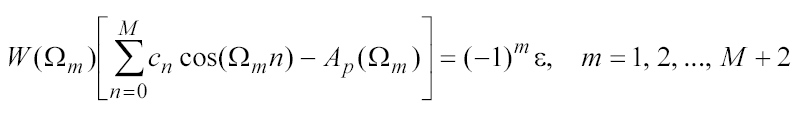 W(Ω_m)[∑_{n=0}^{M} c_n cos(Ω_m n) – A_p(Ω_m)] = (–1)^m ε, m = 1, 2, ..., M + 2